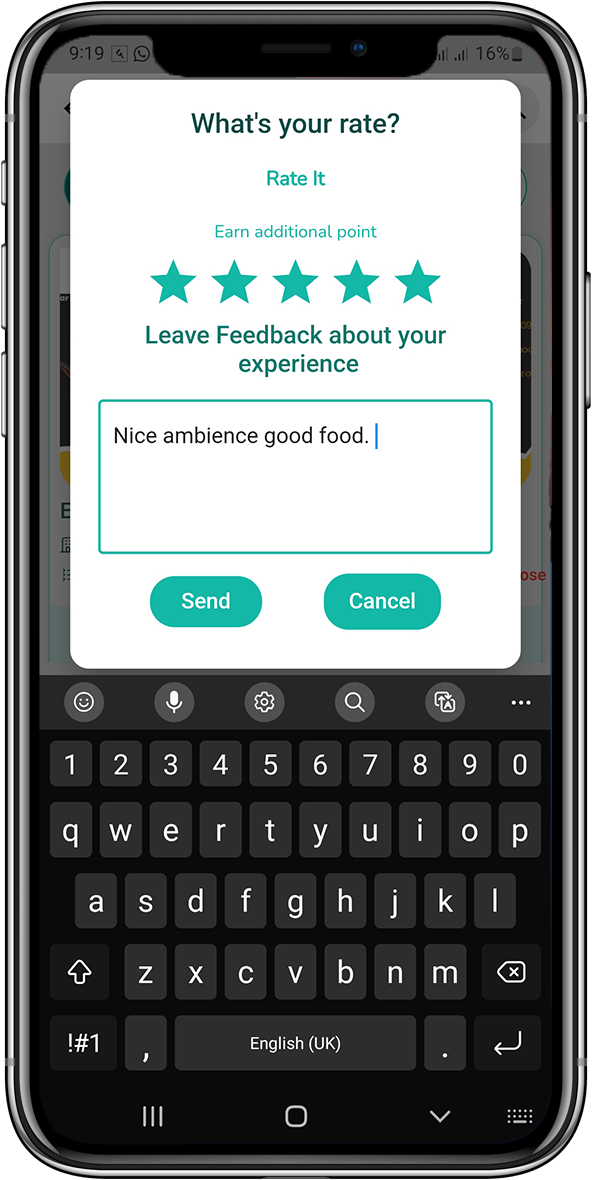 9:19
16%
What's your rate?
Rate It
Earn additional point
Leave Feedback about your
experience
Nice ambience good food.
Send
Cancel
ose
1 2 3 4 5 6 7 8 9 0
q w e r t y u i o p
a s d f g h j k l
z x c v b n m
!#1 , English (UK) .